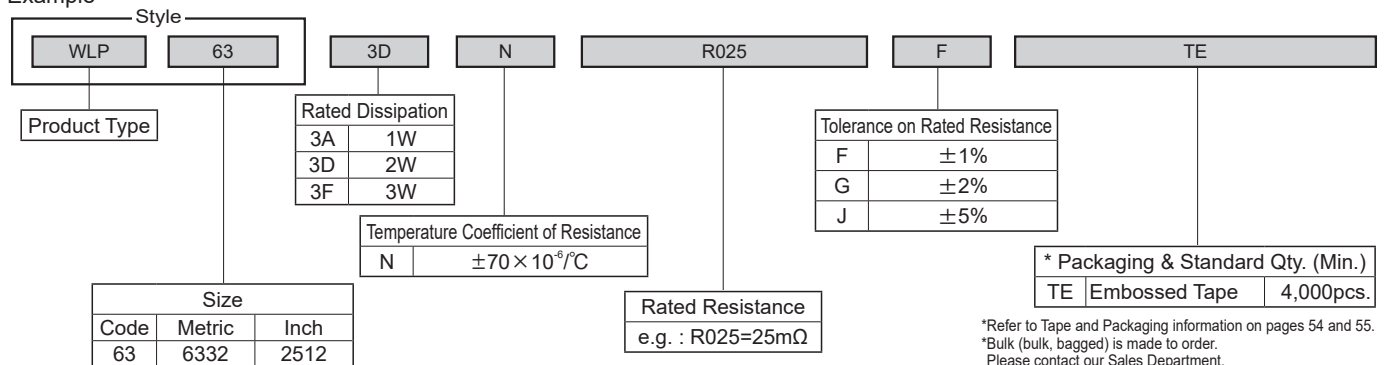 Example
Style
WLP 63 3D N R025 F TE
Product Type
Rated Dissipation
3A 1W
3D 2W
3F 3W
Tolerance on Rated Resistance
F ±1%
G ±2%
J ±5%
Temperature Coefficient of Resistance
N ±70×10⁻⁶/℃
* Packaging & Standard Qty. (Min.)
TE Embossed Tape 4,000pcs.
Size
Code Metric Inch
63 6332 2512
Rated Resistance
e.g. : R025=25mΩ
*Refer to Tape and Packaging information on pages 54 and 55.
*Bulk (bulk, bagged) is made to order.
Please contact our Sales Department.